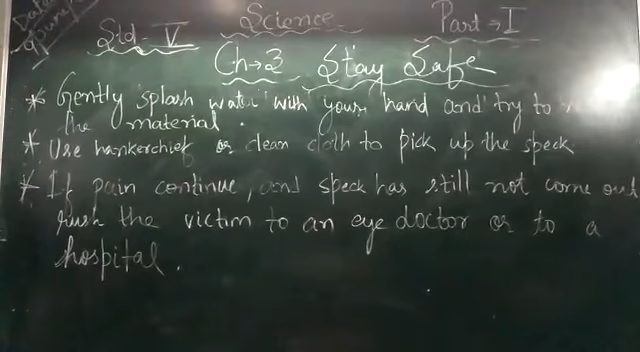 Science Part → I
Std - V
Ch → 3 Stay Safe
* Gently splash water with your hand and try to
the material.
* Use hankerchief or clean cloth to pick up the speck
* If pain continue, and speck has still not come out
rush the victim to an eye doctor or to a
hospital.